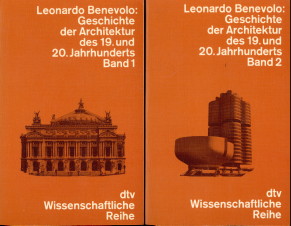 Leonardo Benevolo:
Geschichte
der Architektur
des 19. und
20. Jahrhunderts
Band 1
dtv
Wissenschaftliche
Reihe
Leonardo Benevolo:
Geschichte
der Architektur
des 19. und
20. Jahrhunderts
Band 2
dtv
Wissenschaftliche
Reihe